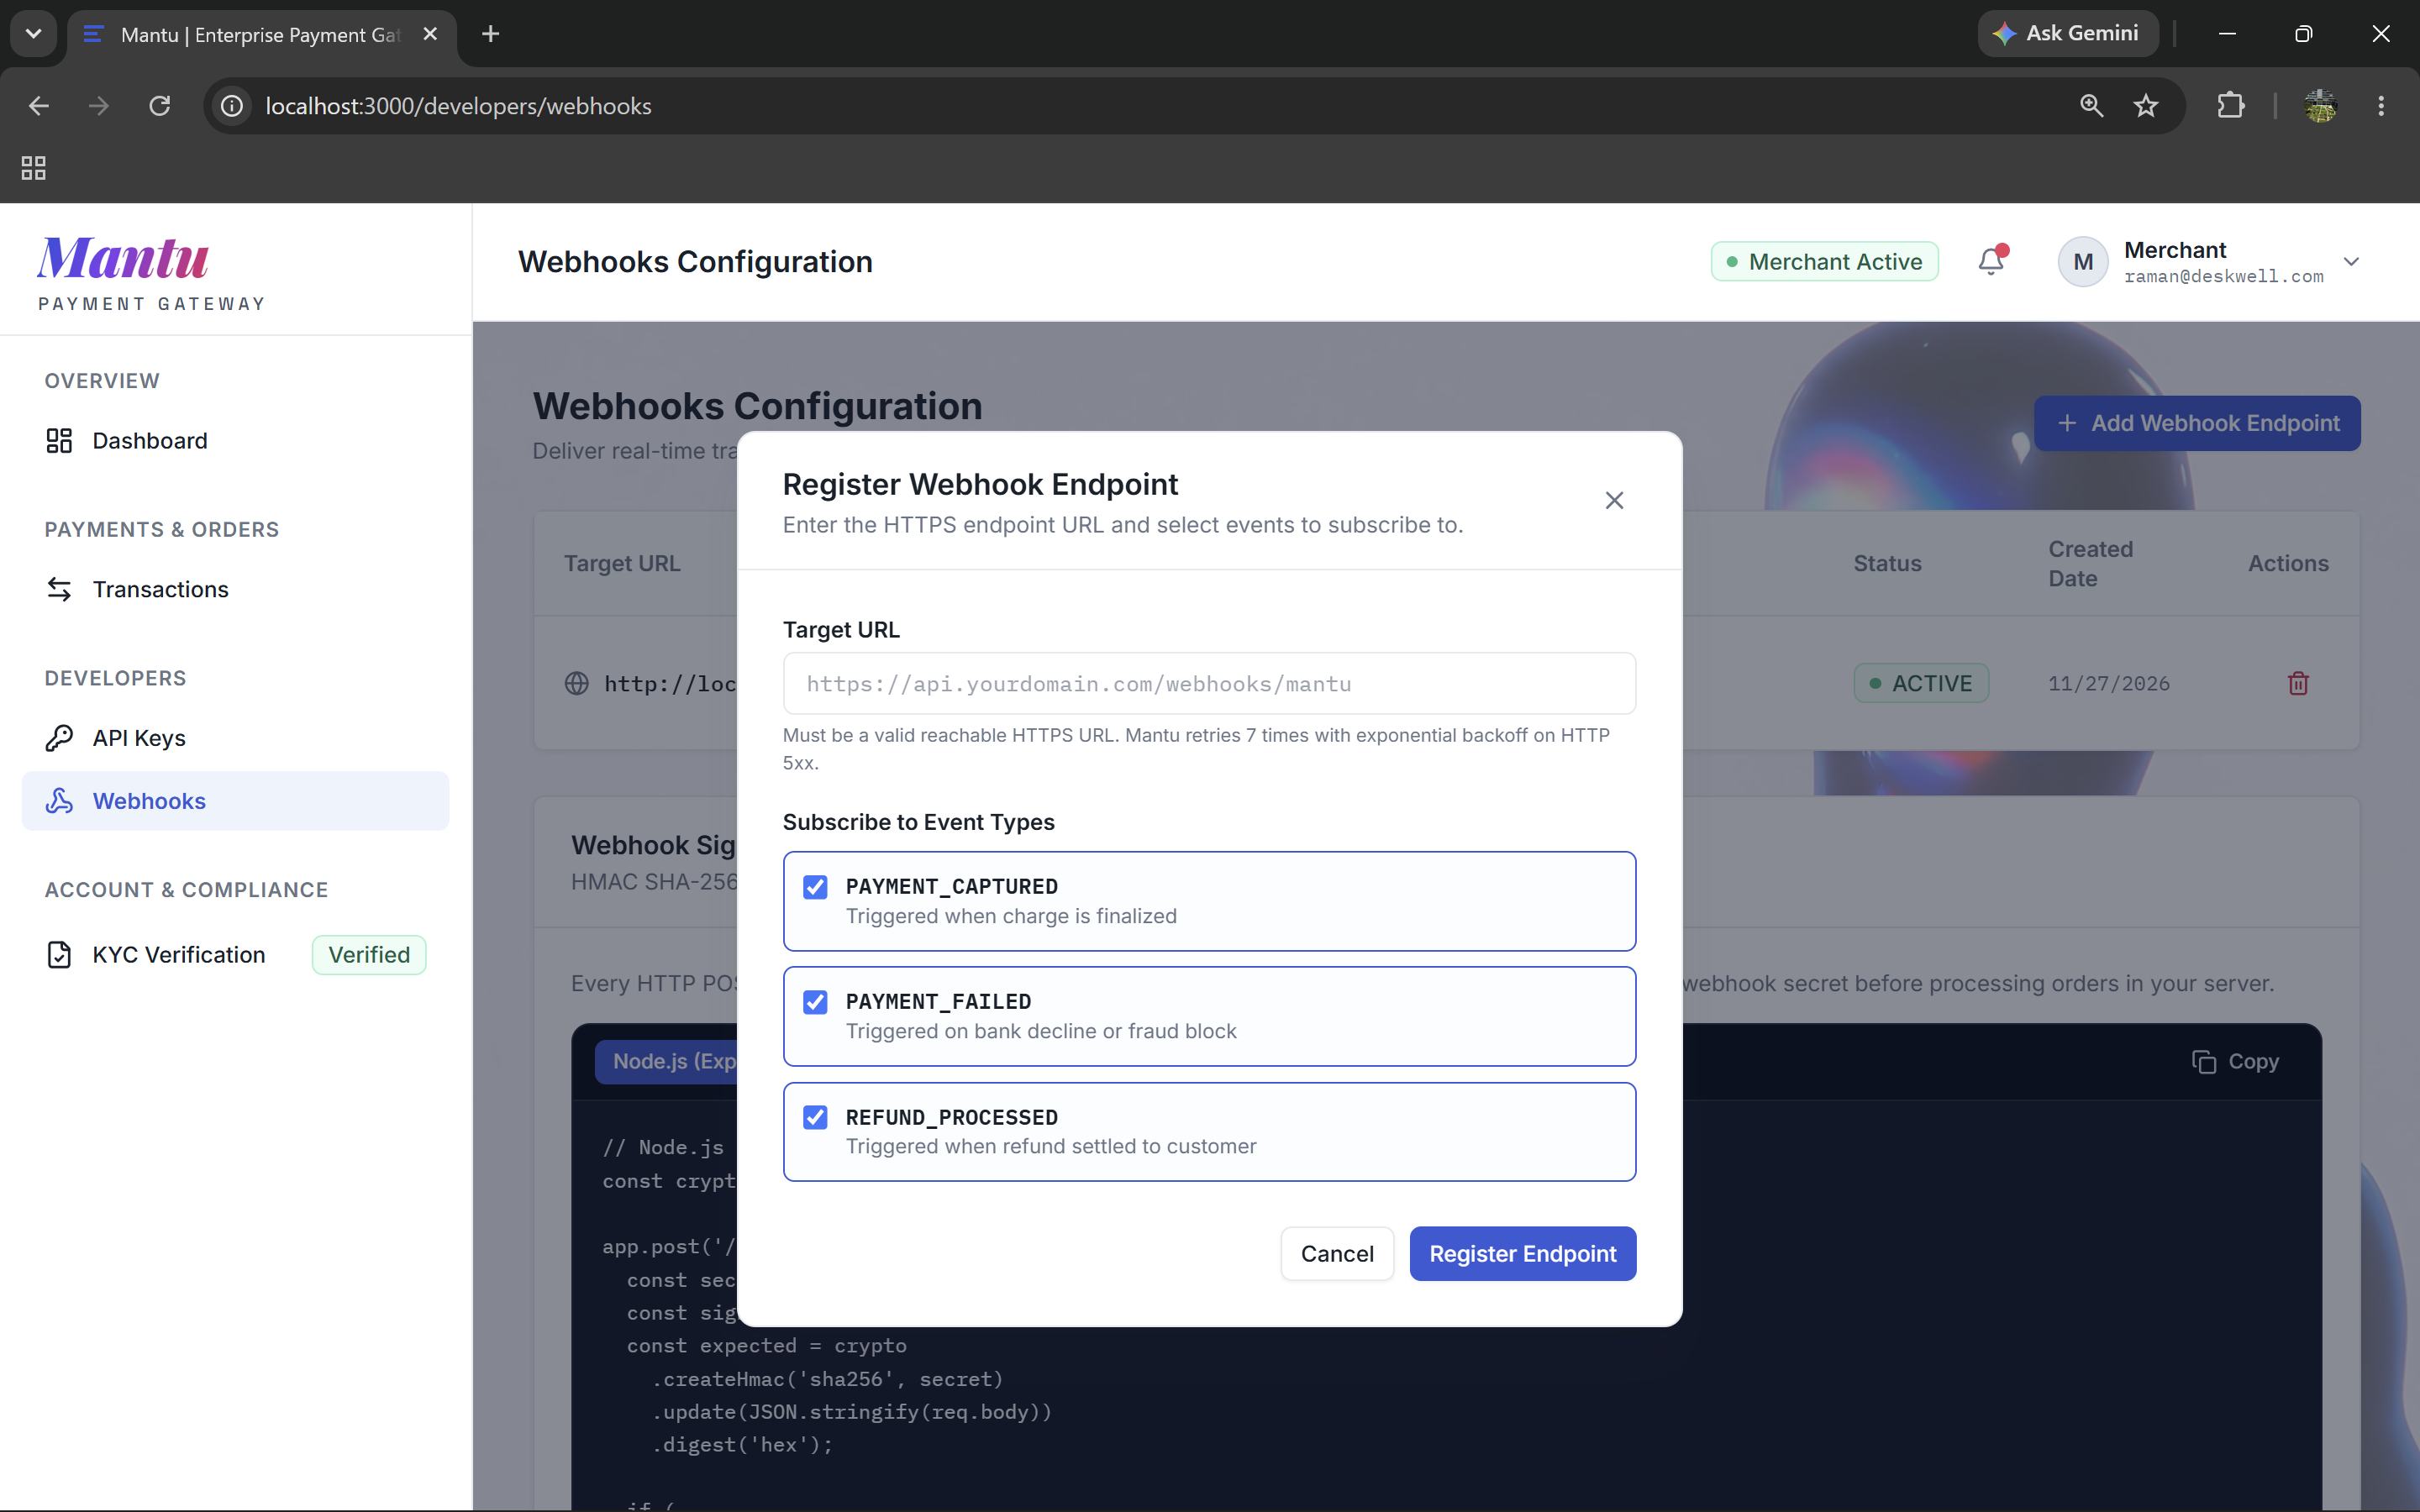 Mantu | Enterprise Payment Gat
Ask Gemini
localhost:3000/developers/webhooks
Mantu
PAYMENT GATEWAY
OVERVIEW
Dashboard
PAYMENTS & ORDERS
Transactions
DEVELOPERS
API Keys
Webhooks
ACCOUNT & COMPLIANCE
KYC Verification
Verified
Webhooks Configuration
Merchant Active
M
Merchant
raman@deskwell.com
Webhooks Configuration
Deliver real-time tra
Add Webhook Endpoint
Target URL
Status
Created
Date
Actions
http://loc
ACTIVE
11/27/2026
Webhook Sig
HMAC SHA-256
Every HTTP POS
webhook secret before processing orders in your server.
Node.js (Exp
Copy
// Node.js
const crypt
app.post('/
const sec
const sig
const expected = crypto
.createHmac('sha256', secret)
.update(JSON.stringify(req.body))
.digest('hex');
if (
Register Webhook Endpoint
Enter the HTTPS endpoint URL and select events to subscribe to.
Target URL
https://api.yourdomain.com/webhooks/mantu
Must be a valid reachable HTTPS URL. Mantu retries 7 times with exponential backoff on HTTP
5xx.
Subscribe to Event Types
PAYMENT_CAPTURED
Triggered when charge is finalized
PAYMENT_FAILED
Triggered on bank decline or fraud block
REFUND_PROCESSED
Triggered when refund settled to customer
Cancel
Register Endpoint